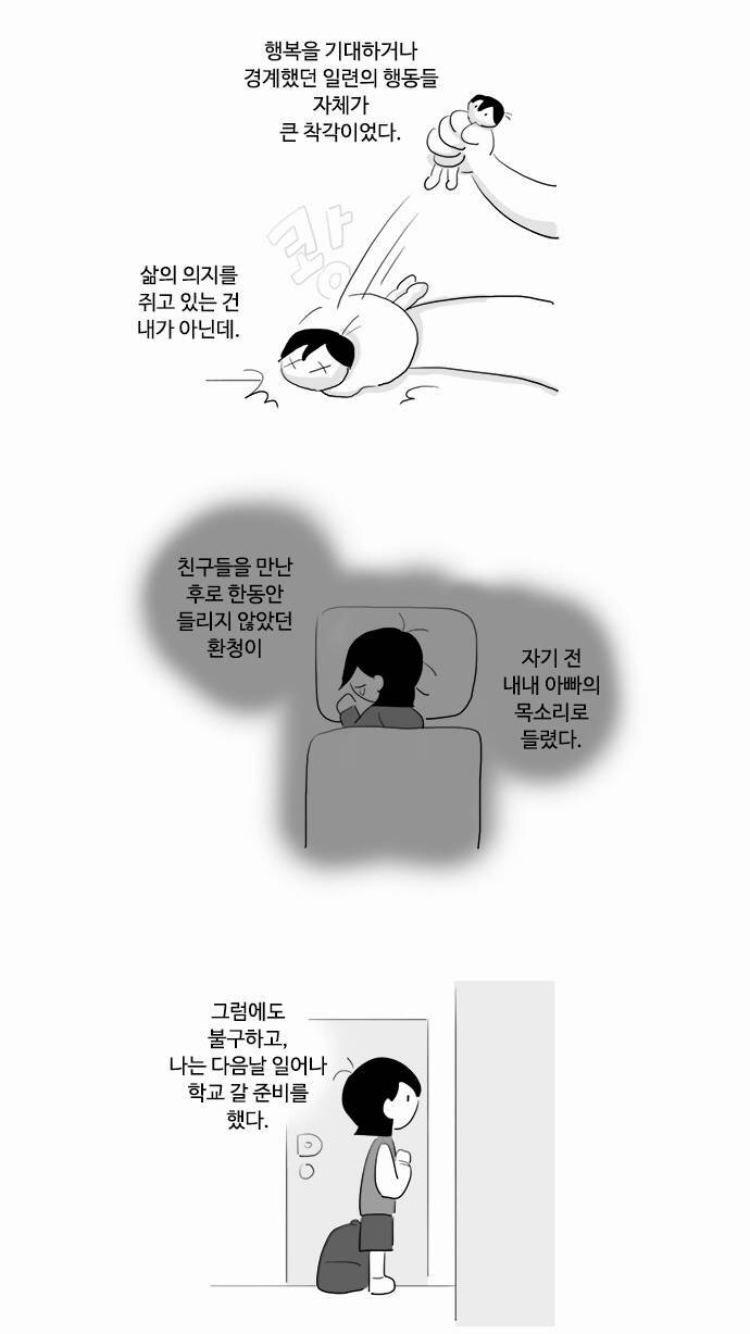 행복을 기대하거나
경계했던 일련의 행동들
자체가
큰 착각이었다.
쾅
삶의 의지를
쥐고 있는 건
내가 아닌데.
친구들을 만난
후로 한동안
들리지 않았던
환청이
자기 전
내내 아빠의
목소리로
들렸다.
그럼에도
불구하고,
나는 다음날 일어나
학교 갈 준비를
했다.